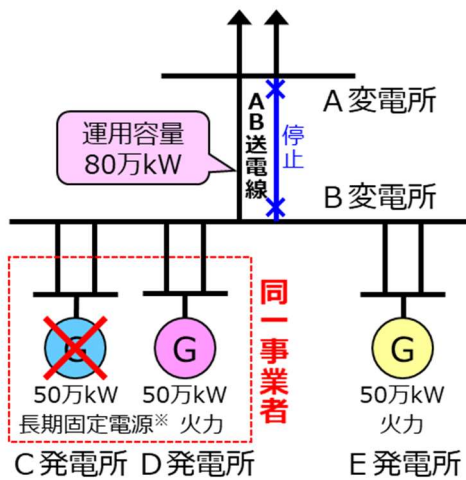 A変電所
AB送電線
停止
運用容量
80万kW
B変電所
同一事業者
G
G
G
50万kW
50万kW
50万kW
長期固定電源※
火力
火力
C発電所
D発電所
E発電所